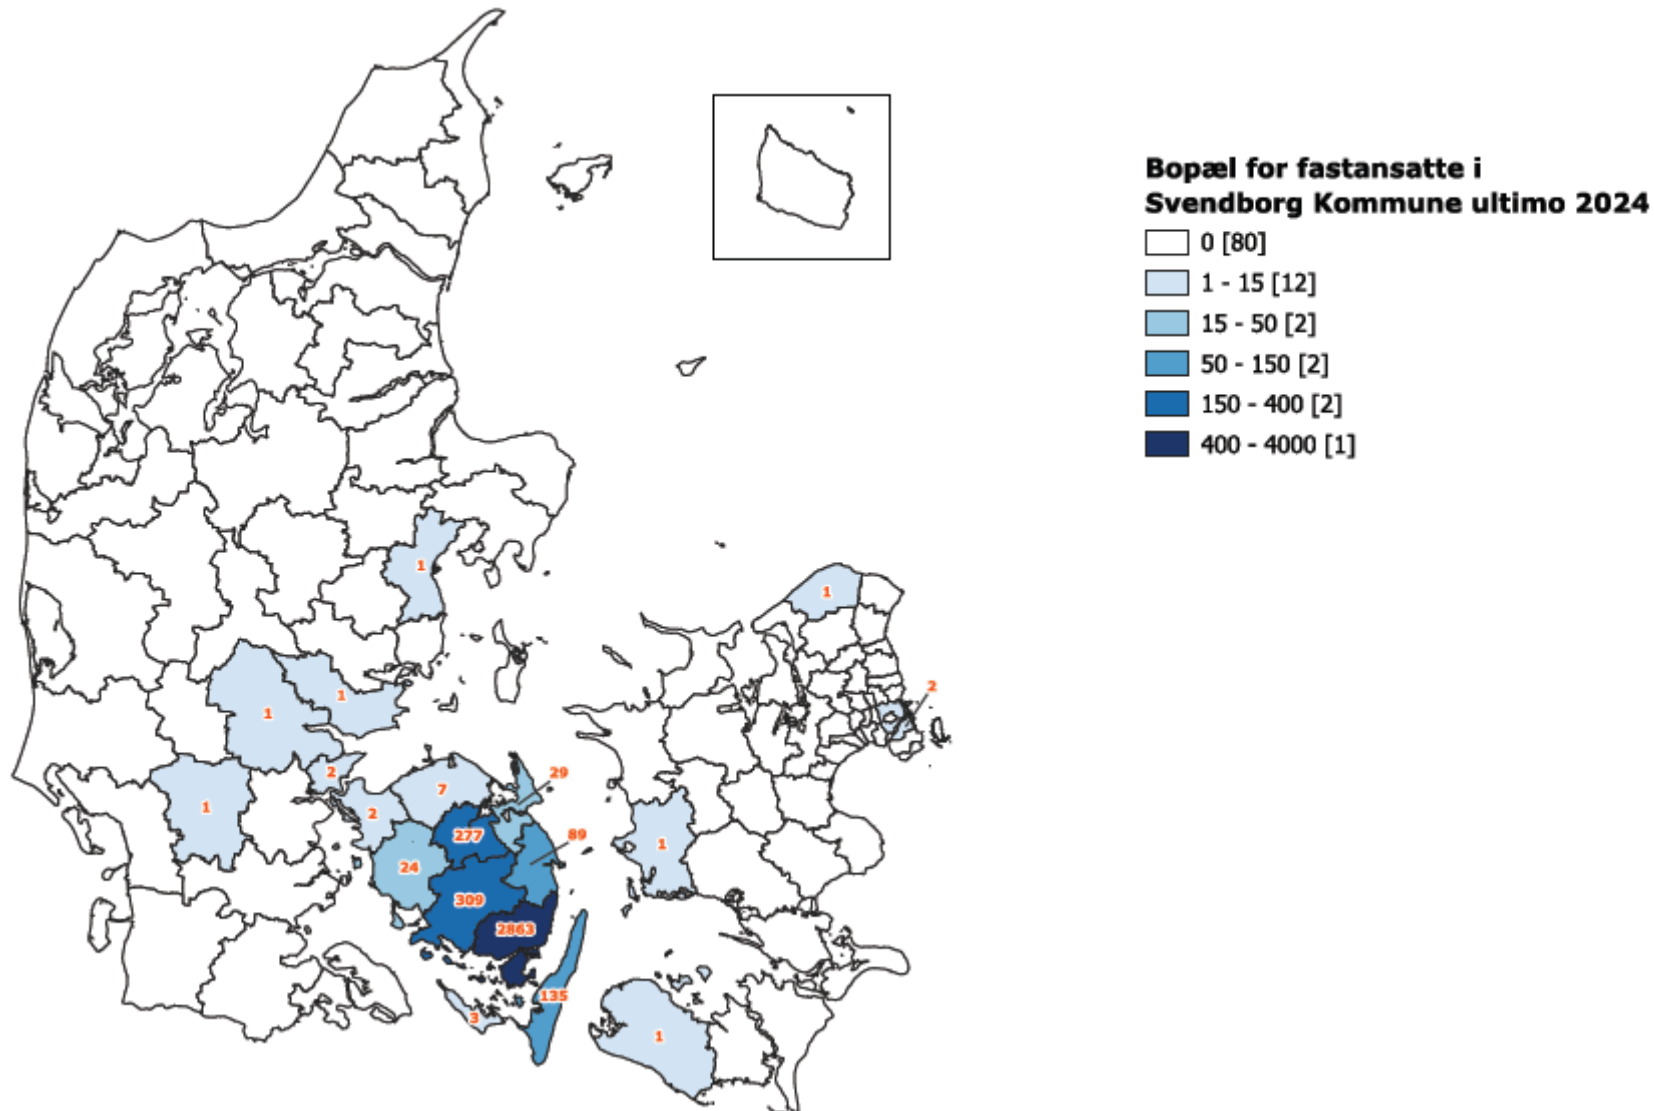 Bopæl for fastansatte i
Svendborg Kommune ultimo 2024
0 [80]
1 - 15 [12]
15 - 50 [2]
50 - 150 [2]
150 - 400 [2]
400 - 4000 [1]
1
1
2
1
1
2
7
29
1
2
277
89
1
24
309
2863
135
3
1